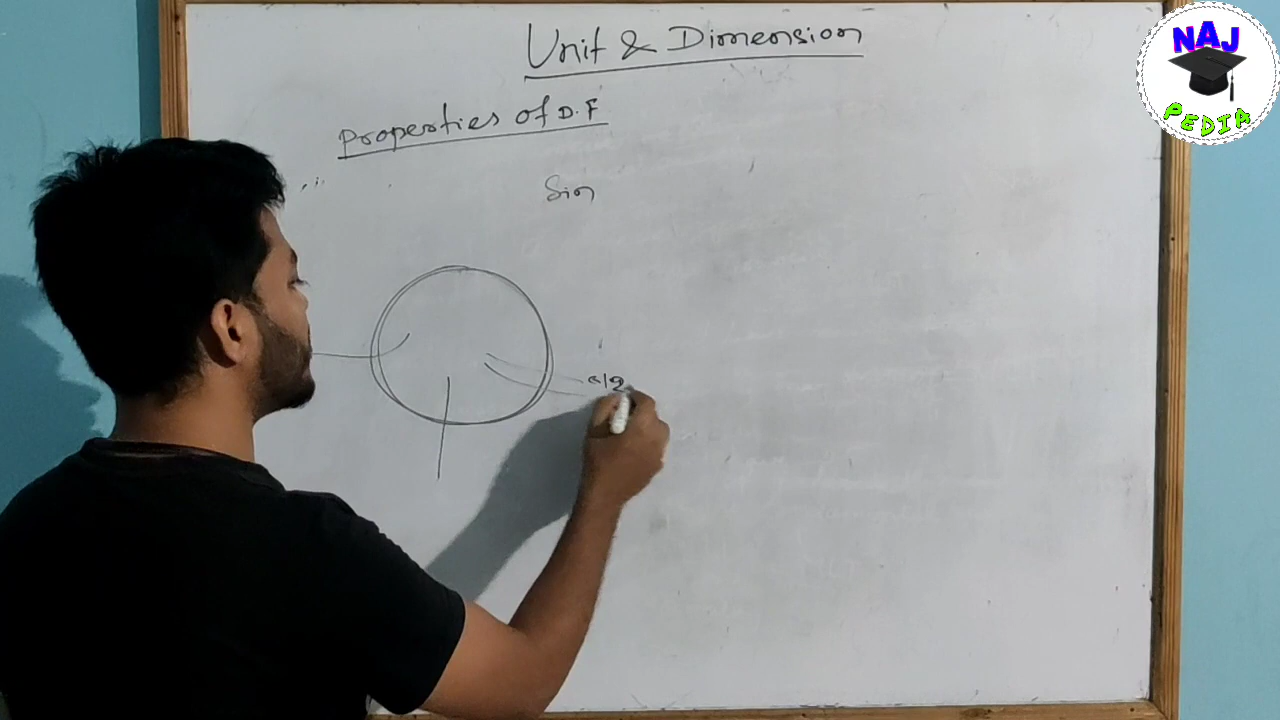 Unit & Dimension
NAJ
PEDIA
Properties of D.F
Sin